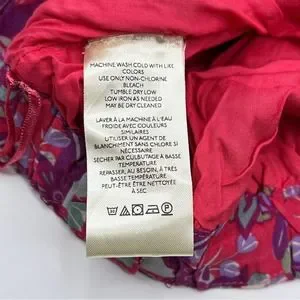 MACHINE WASH COLD WITH LIKE
COLORS
USE ONLY NON-CHLORINE
BLEACH
TUMBLE DRY LOW
LOW IRON AS NEEDED
MAY BE DRY CLEANED
LAVER À LA MACHINE À L'EAU
FROIDE AVEC COULEURS
SIMILAIRES
UTILISER UN AGENT DE
BLANCHIMENT SANS CHLORE SI
NÉCESSAIRE
SÉCHER PAR CULBUTAGE A BASSE
TEMPÉRATURE
REPASSER, AU BESOIN, À TRÈS
BASSE TEMPÉRATURE
PEUT-ÊTRE ÊTRE NETTOYÉE
À SEC